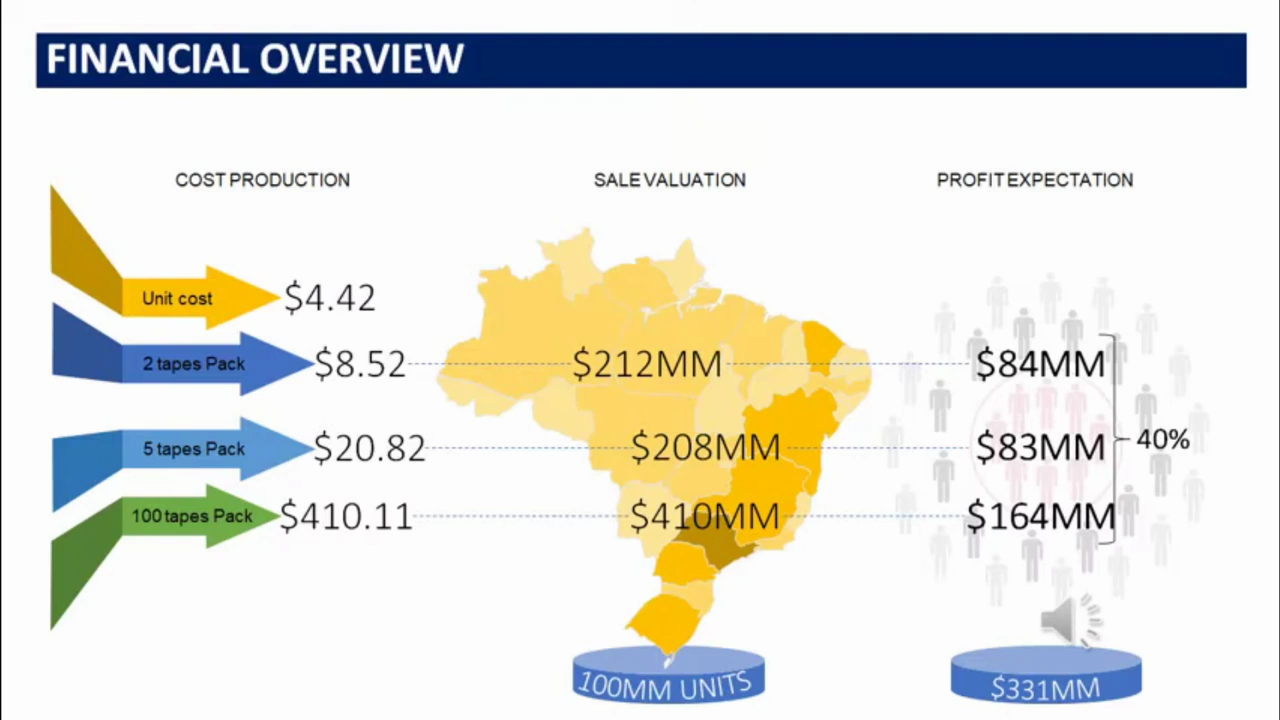 FINANCIAL OVERVIEW
COST PRODUCTION
SALE VALUATION
PROFIT EXPECTATION
Unit cost
$4.42
2 tapes Pack
$8.52
$212MM
$84MM
5 tapes Pack
$20.82
$208MM
$83MM
40%
100 tapes Pack
$410.11
$410MM
$164MM
100MM UNITS
$331MM